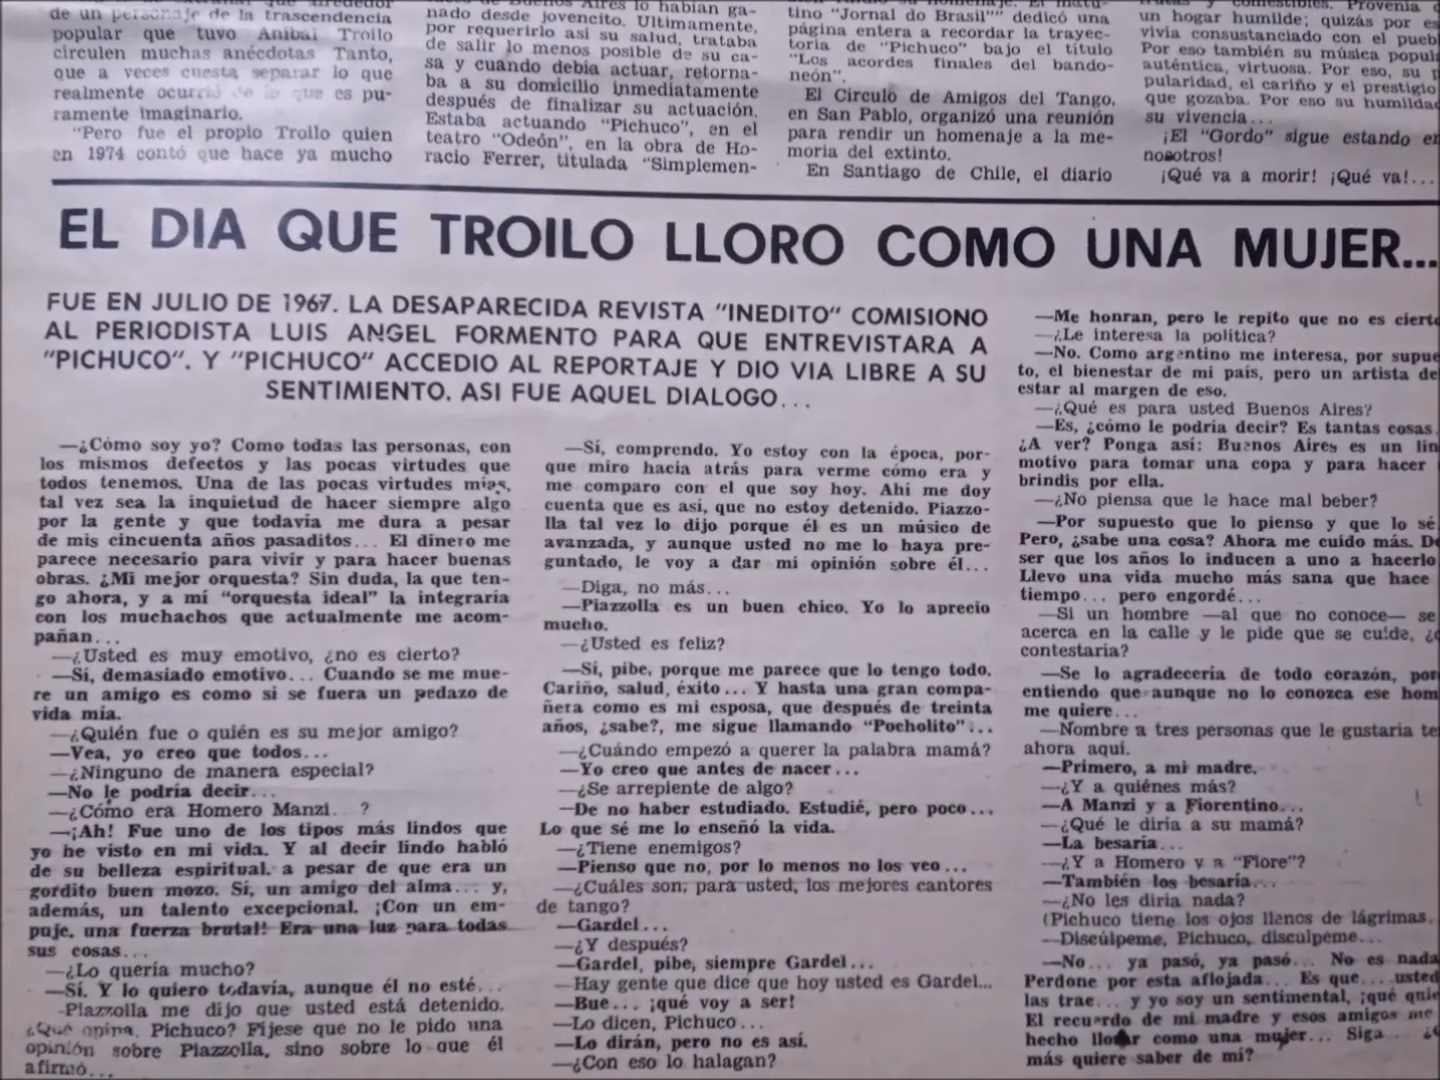 de un personaje de la trascendencia
popular que tuvo Anibal Troilo
circulen muchas anécdotas Tanto,
que a veces cuesta separar lo que
realmente ocurrió de lo que es pu-
ramente imaginario.
"Pero fue el propio Troilo quien
en 1974 contó que hace ya mucho
nado desde jovencito. Ultimamente,
por requerirlo así su salud, trataba
de salir lo menos posible de su ca-
sa y cuando debía actuar, retorna-
ba a su domicilio inmediatamente
después de finalizar su actuación.
Estaba actuando "Pichuco", en el
teatro "Odeón", en la obra de Ho-
racio Ferrer, titulada "Simplemen-
tino "Jornal do Brasil"" dedicó una
página entera a recordar la trayec-
toria de "Pichuco" bajo el título
"Los acordes finales del bando-
neón".
El Círculo de Amigos del Tango,
en San Pablo, organizó una reunión
para rendir un homenaje a la me-
moria del extinto.
En Santiago de Chile, el diario
un hogar humilde; quizás por es
vivía consustanciado con el puebl
Por eso también su música popula
auténtica, virtuosa. Por eso, su p
pularidad, el cariño y el prestigio
que gozaba. Por eso su humildad
su vivencia...
¡El "Gordo" sigue estando en
nosotros!
¡Qué va a morir! ¡Qué va!...
EL DIA QUE TROILO LLORO COMO UNA MUJER...
FUE EN JULIO DE 1967. LA DESAPARECIDA REVISTA "INEDITO" COMISIONO
AL PERIODISTA LUIS ANGEL FORMENTO PARA QUE ENTREVISTARA A
"PICHUCO". Y "PICHUCO" ACCEDIO AL REPORTAJE Y DIO VIA LIBRE A SU
SENTIMIENTO. ASI FUE AQUEL DIALOGO...
—¿Cómo soy yo? Como todas las personas, con
los mismos defectos y las pocas virtudes que
todos tenemos. Una de las pocas virtudes mías,
tal vez sea la inquietud de hacer siempre algo
por la gente y que todavía me dura a pesar
de mis cincuenta años pasaditos... El dinero me
parece necesario para vivir y para hacer buenas
obras. ¿Mi mejor orquesta? Sin duda, la que ten-
go ahora, y a mí "orquesta ideal" la integraría
con los muchachos que actualmente me acom-
pañan...
—¿Usted es muy emotivo, ¿no es cierto?
—Sí, demasiado emotivo... Cuando se me mue-
re un amigo es como si se fuera un pedazo de
vida mía.
—¿Quién fue o quién es su mejor amigo?
—Vea, yo creo que todos...
—¿Ninguno de manera especial?
—No le podría decir...
—¿Cómo era Homero Manzi...?
—¡Ah! Fue uno de los tipos más lindos que
yo he visto en mi vida. Y al decir lindo habló
de su belleza espiritual, a pesar de que era un
gordito buen mozo. Sí, un amigo del alma... y,
además, un talento excepcional. ¡Con un em-
puje, una fuerza brutal! Era una luz para todas
sus cosas...
—¿Lo quería mucho?
—Sí. Y lo quiero todavía, aunque él no esté...
—Piazzolla me dijo que usted está detenido.
¿Qué opina, Pichuco? Fíjese que no le pido una
opinión sobre Piazzolla, sino sobre lo que él
afirmó...
—Sí, comprendo. Yo estoy con la época, por-
que miro hacia atrás para verme cómo era y
me comparo con el que soy hoy. Ahí me doy
cuenta que es así, que no estoy detenido. Piazzo-
lla tal vez lo dijo porque él es un músico de
avanzada, y aunque usted no me lo haya pre-
guntado, le voy a dar mi opinión sobre él...
—Diga, no más...
—Piazzolla es un buen chico. Yo lo aprecio
mucho.
—¿Usted es feliz?
—Sí, pibe, porque me parece que lo tengo todo.
Cariño, salud, éxito... Y hasta una gran compa-
ñera como es mi esposa, que después de treinta
años, ¿sabe?, me sigue llamando "Pocholito"...
—¿Cuándo empezó a querer la palabra mamá?
—Yo creo que antes de nacer...
—¿Se arrepiente de algo?
—De no haber estudiado. Estudié, pero poco...
Lo que sé me lo enseñó la vida.
—¿Tiene enemigos?
—Pienso que no, por lo menos no los veo...
—¿Cuáles son, para usted, los mejores cantores
de tango?
—Gardel...
—¿Y después?
—Gardel, pibe, siempre Gardel...
—Hay gente que dice que hoy usted es Gardel...
—Bue... ¡qué voy a ser!
—Lo dicen, Pichuco...
—Lo dirán, pero no es así.
—¿Con eso lo halagan?
—Me honran, pero le repito que no es cierto
—¿Le interesa la política?
—No. Como argentino me interesa, por supue
to, el bienestar de mi país, pero un artista de
estar al margen de eso.
—¿Qué es para usted Buenos Aires?
—Es, ¿cómo le podría decir? Es tantas cosas.
¿A ver? Ponga así: Buenos Aires es un lin
motivo para tomar una copa y para hacer
brindis por ella.
—¿No piensa que le hace mal beber?
—Por supuesto que lo pienso y que lo sé.
Pero, ¿sabe una cosa? Ahora me cuido más. De
ser que los años lo inducen a uno a hacerlo
Llevo una vida mucho más sana que hace
tiempo... pero engordé...
—Si un hombre —al que no conoce— se
acerca en la calle y le pide que se cuide, ¿q
contestaría?
—Se lo agradecería de todo corazón, por
entiendo que aunque no lo conozca ese hom
me quiere...
—Nombre a tres personas que le gustaría te
ahora aquí.
—Primero, a mi madre.
—¿Y a quiénes más?
—A Manzi y a Fiorentino...
—¿Qué le diría a su mamá?
—La besaría...
—¿Y a Homero y a "Fiore"?
—También los besaría...
—¿No les diría nada?
(Pichuco tiene los ojos llenos de lágrimas.
—Discúlpeme, Pichuco, disculpeme...
—No... ya pasó, ya pasó... No es nada
Perdone por esta aflojada... Es que... usted
las trae... y yo soy un sentimental, ¡qué quie
El recuerdo de mi madre y esos amigos me
hecho llorar como una mujer... Siga...
más quiere saber de mí?